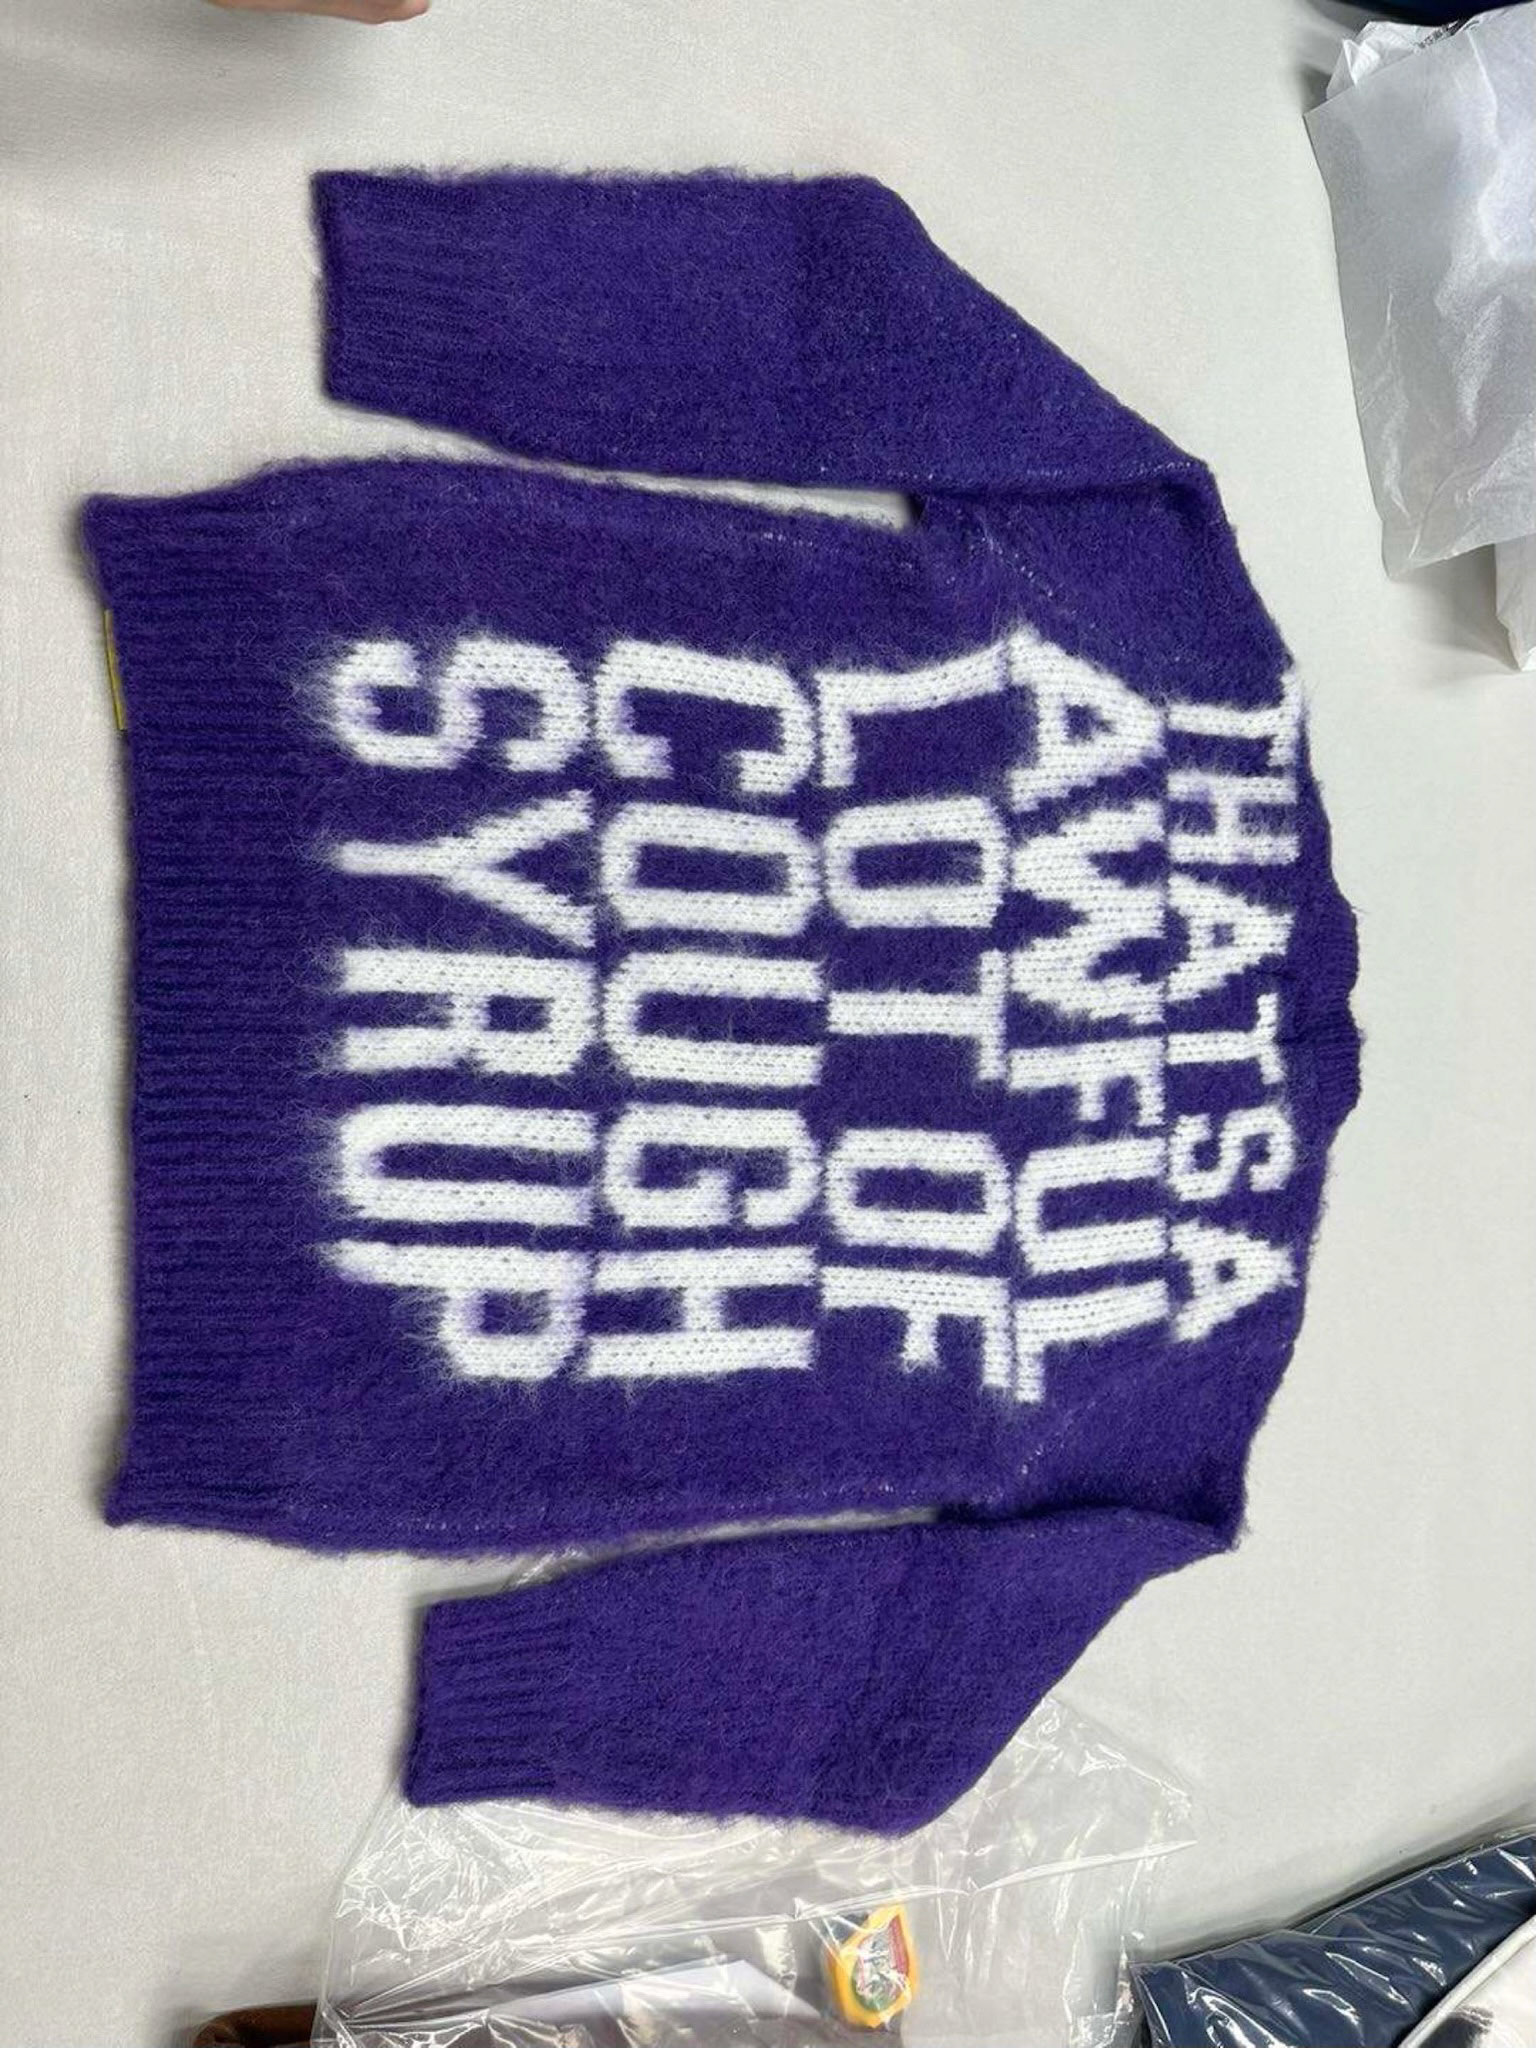 THATS A
AWFUL
LOT OF
COUGH
SYRUP